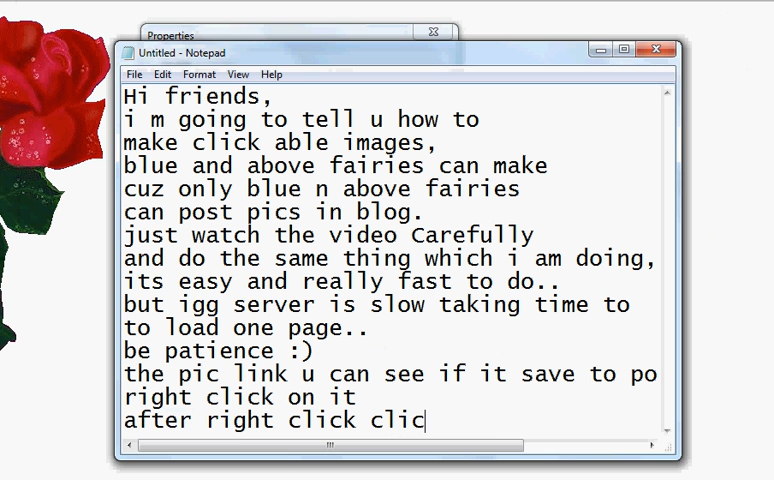 Properties
Untitled - Notepad
File Edit Format View Help
Hi friends,
i m going to tell u how to
make click able images,
blue and above fairies can make
cuz only blue n above fairies
can post pics in blog.
just watch the video Carefully
and do the same thing which i am doing,
its easy and really fast to do..
but igg server is slow taking time to
to load one page..
be patience :)
the pic link u can see if it save to po
right click on it
after right click clic